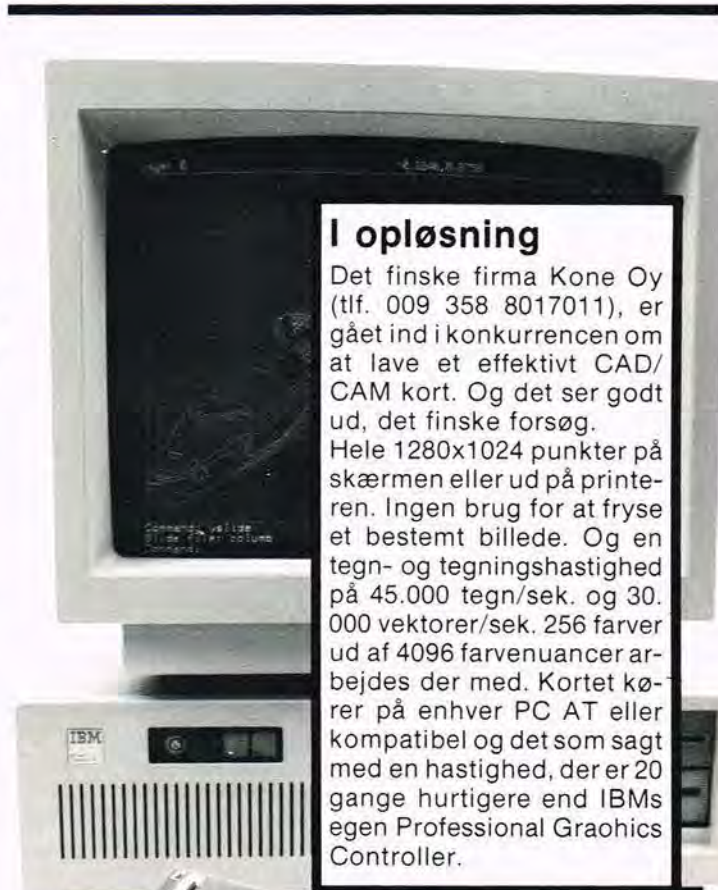 I opløsning
Det finske firma Kone Oy
(tlf. 009 358 8017011), er
gået ind i konkurrencen om
at lave et effektivt CAD/
CAM kort. Og det ser godt
ud, det finske forsøg.
Hele 1280x1024 punkter på
skærmen eller ud på printe-
ren. Ingen brug for at fryse
et bestemt billede. Og en
tegn- og tegningshastighed
på 45.000 tegn/sek. og 30.
000 vektorer/sek. 256 farver
ud af 4096 farvenuancer ar-
bejdes der med. Kortet kø-
rer på enhver PC AT eller
kompatibel og det som sagt
med en hastighed, der er 20
gange hurtigere end IBMs
egen Professional Graohics
Controller.
Command:
Command:
IBM